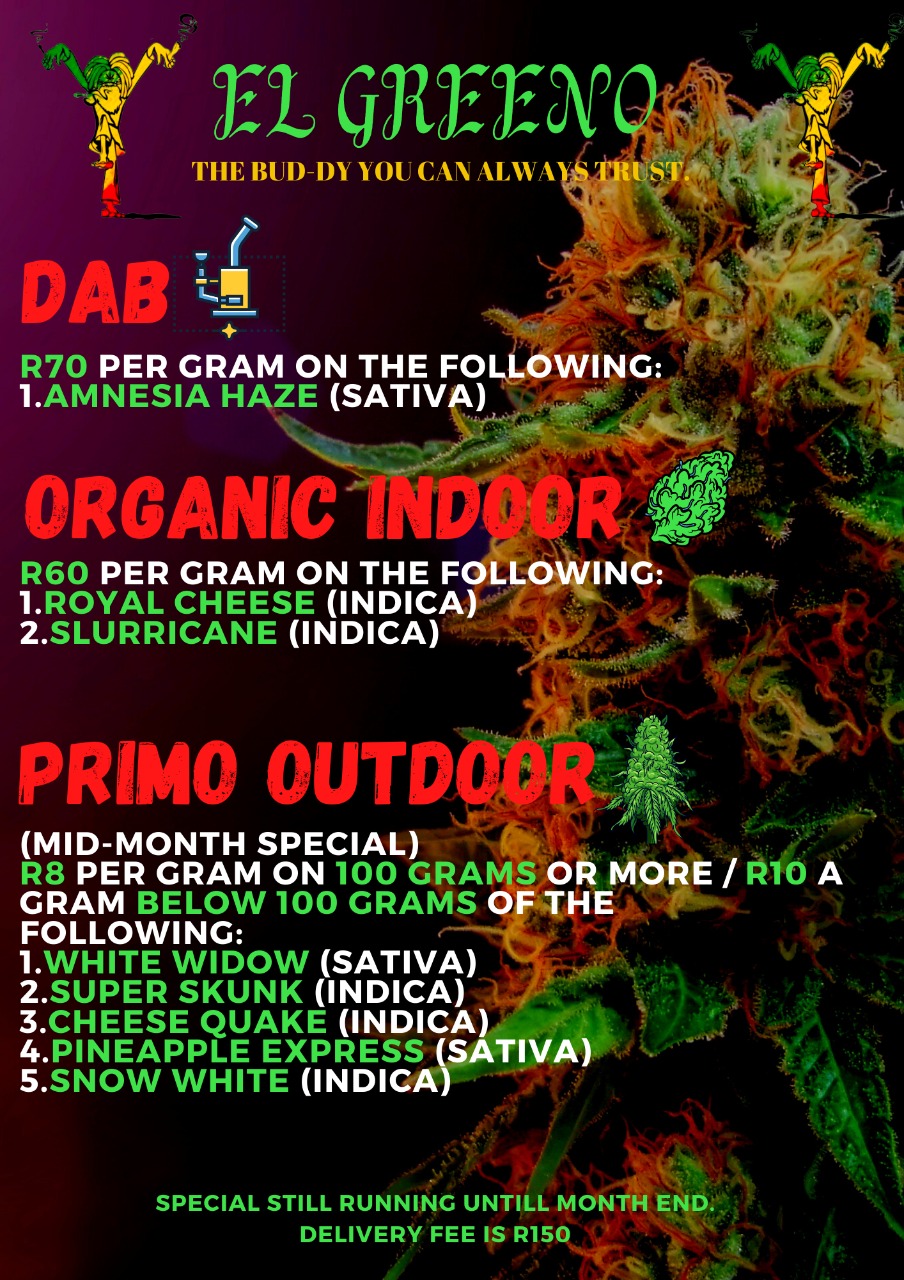 EL GREENO
THE BUD-DY YOU CAN ALWAYS TRUST.
DAB
R70 PER GRAM ON THE FOLLOWING:
1.AMNESIA HAZE (SATIVA)
ORGANIC INDOOR
R60 PER GRAM ON THE FOLLOWING:
1.ROYAL CHEESE (INDICA)
2.SLURRICANE (INDICA)
PRIMO OUTDOOR
(MID-MONTH SPECIAL)
R8 PER GRAM ON 100 GRAMS OR MORE / R10 A
GRAM BELOW 100 GRAMS OF THE
FOLLOWING:
1.WHITE WIDOW (SATIVA)
2.SUPER SKUNK (INDICA)
3.CHEESE QUAKE (INDICA)
4.PINEAPPLE EXPRESS (SATIVA)
5.SNOW WHITE (INDICA)
SPECIAL STILL RUNNING UNTILL MONTH END.
DELIVERY FEE IS R150